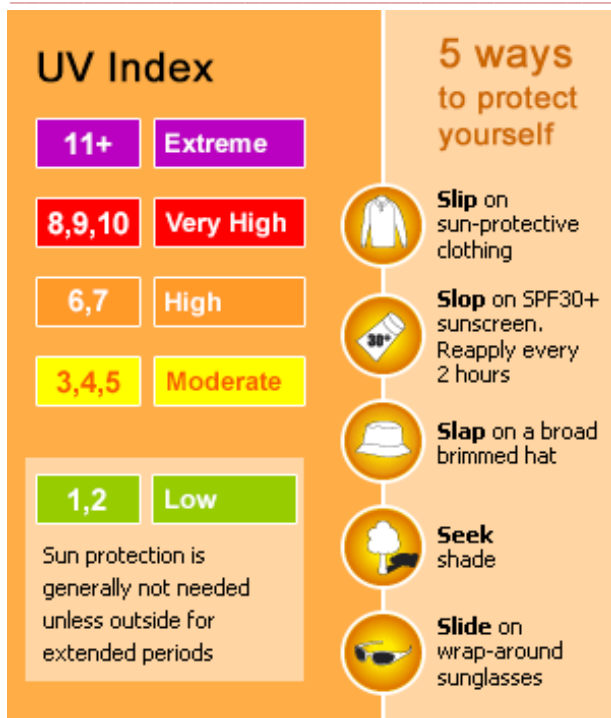 UV Index
11+ Extreme
8,9,10 Very High
6,7 High
3,4,5 Moderate
1,2 Low
Sun protection is
generally not needed
unless outside for
extended periods
5 ways
to protect
yourself
Slip on
sun-protective
clothing
Slop on SPF30+
sunscreen.
Reapply every
2 hours
30+
Slap on a broad
brimmed hat
Seek
shade
Slide on
wrap-around
sunglasses